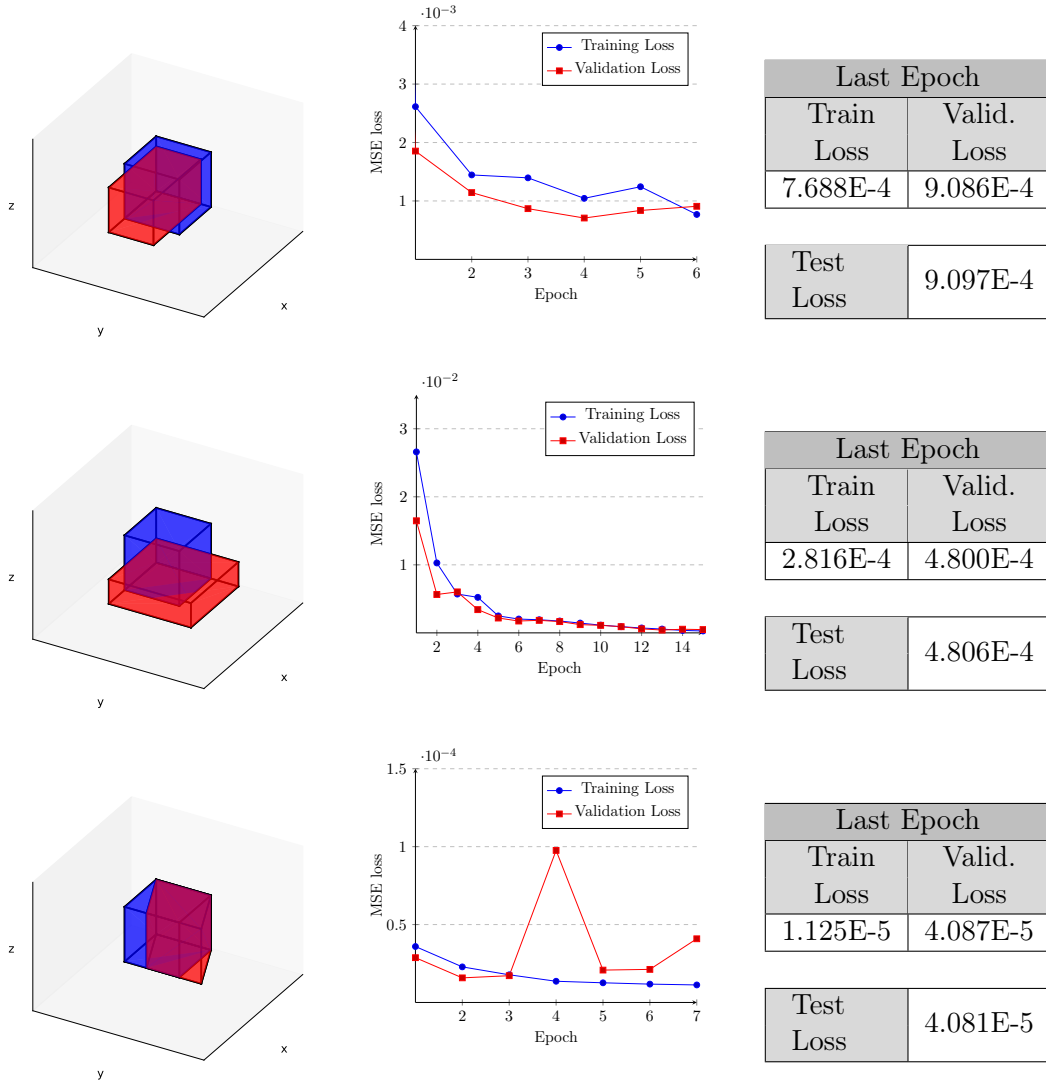 z
y
x
·10−3
4
3
2
1
MSE loss
2 3 4 5 6
Epoch
Training Loss
Validation Loss
Last Epoch
Train Valid.
Loss Loss
7.688E-4 9.086E-4
Test
Loss
9.097E-4
z
y
x
·10−2
3
2
1
MSE loss
2 4 6 8 10 12 14
Epoch
Training Loss
Validation Loss
Last Epoch
Train Valid.
Loss Loss
2.816E-4 4.800E-4
Test
Loss
4.806E-4
z
y
x
·10−4
1.5
1
0.5
MSE loss
2 3 4 5 6 7
Epoch
Training Loss
Validation Loss
Last Epoch
Train Valid.
Loss Loss
1.125E-5 4.087E-5
Test
Loss
4.081E-5